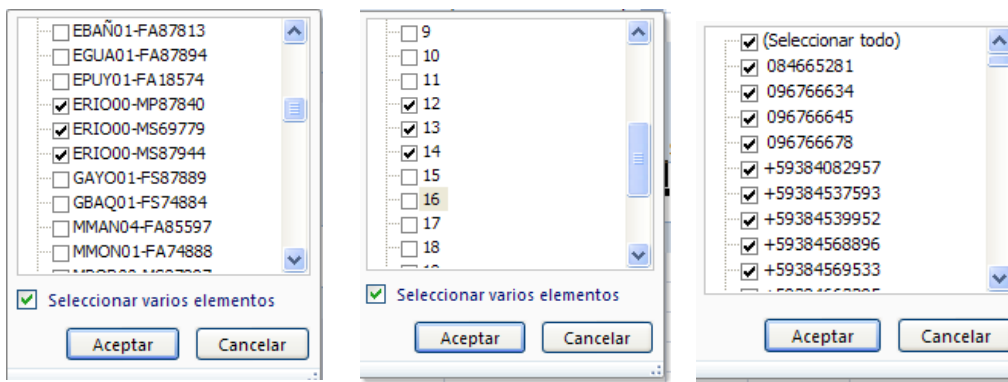 EBAÑ01-FA87813
EGUA01-FA87894
EPUY01-FA18574
ERIO00-MP87840
ERIO00-MS69779
ERIO00-MS87944
GAYO01-FS87889
GBAQ01-FS74884
MMAN04-FA85597
MMON01-FA74888
Seleccionar varios elementos
Aceptar
Cancelar
9
10
11
12
13
14
15
16
17
18
Seleccionar varios elementos
Aceptar
Cancelar
(Seleccionar todo)
084665281
096766634
096766645
096766678
+59384082957
+59384537593
+59384539952
+59384568896
+59384569533
Aceptar
Cancelar